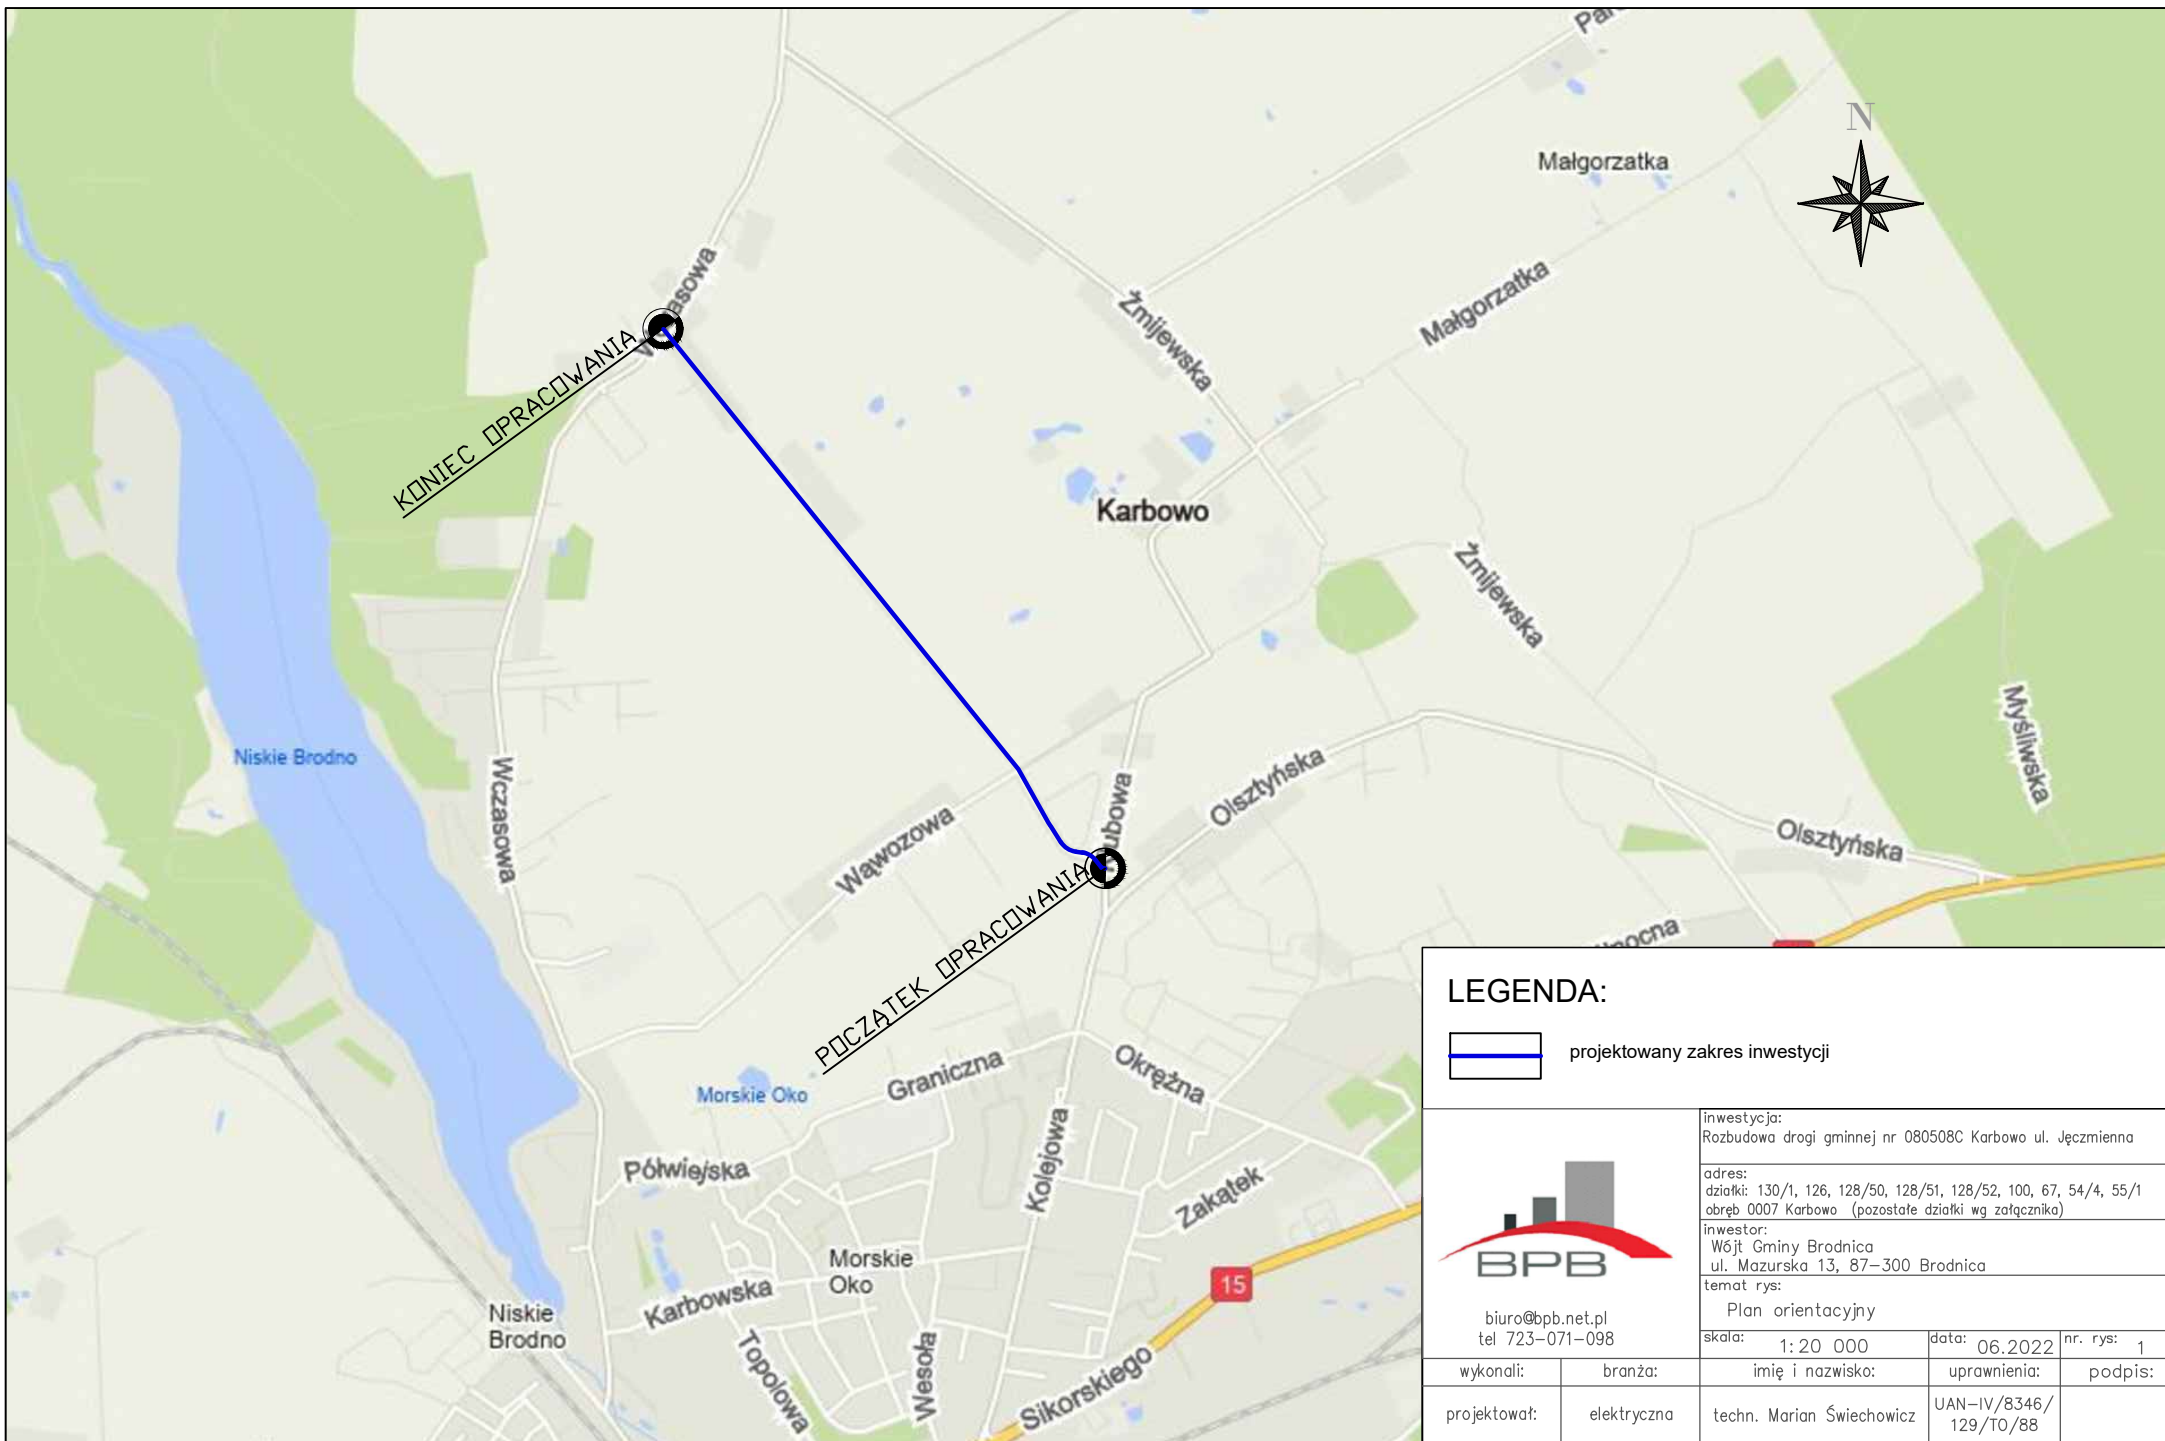 N
Małgorzatka
Żmijewska
Małgorzatka
KONIEC OPRACOWANIA
Karbowo
Żmijewska
Myśliwska
Niskie Brodno
Wczasowa
Olsztyńska
Olsztyńska
Wąwozowa
POCZĄTEK OPRACOWANIA
Graniczna
Okrężna
Morskie Oko
Półwiejska
Kolejowa
Zakątek
Morskie
Oko
15
Karbowska
Niskie
Brodno
Topolowa
Wesoła
Sikorskiego
LEGENDA:
projektowany zakres inwestycji
BPB
biuro@bpb.net.pl
tel 723-071-098
inwestycja:
Rozbudowa drogi gminnej nr 080508C Karbowo ul. Jęczmienna
adres:
działki: 130/1, 126, 128/50, 128/51, 128/52, 100, 67, 54/4, 55/1
obręb 0007 Karbowo (pozostałe działki wg załącznika)
inwestor:
Wójt Gminy Brodnica
ul. Mazurska 13, 87-300 Brodnica
temat rys:
Plan orientacyjny
skala: 1:20 000 data: 06.2022 nr. rys: 1
wykonali: branża: imię i nazwisko: uprawnienia: podpis:
projektował: elektryczna techn. Marian Świechowicz UAN-IV/8346/
129/TO/88